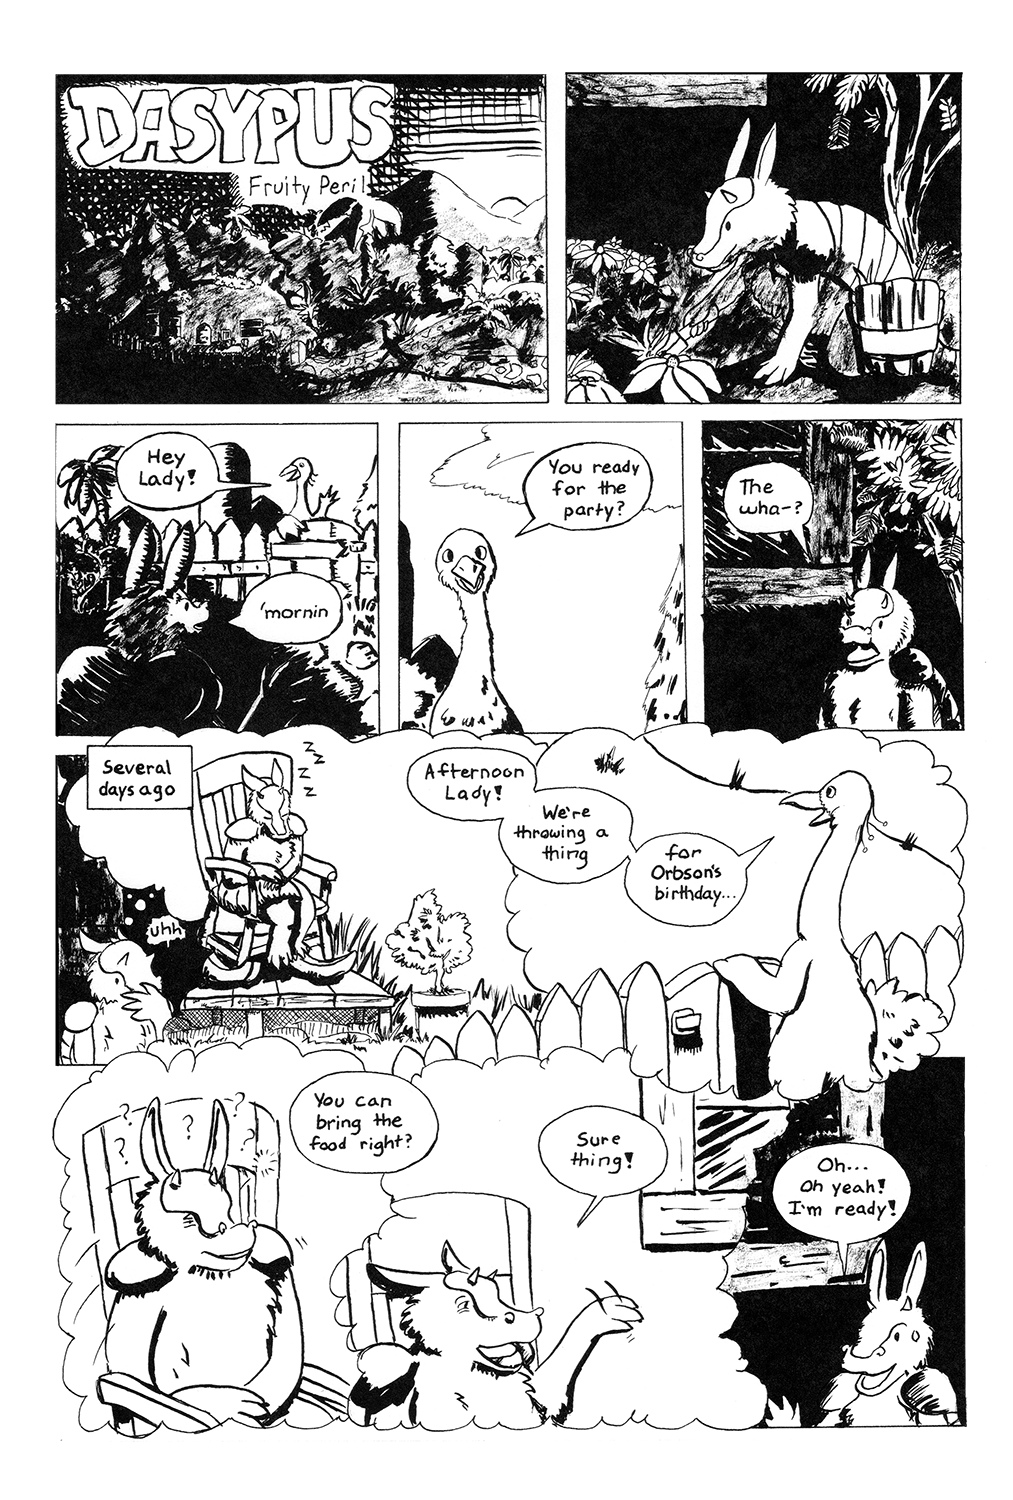 DASYPUS
Fruity Peril
Hey
Lady!
'mornin
You ready
for the
party?
The
wha-?
Several
days ago
z
z
z
z
uhh
Afternoon
Lady!
We're
throwing a
thing
for
Orbson's
birthday...
? ? ? ?
You can
bring the
food right?
Sure
thing!
Oh...
Oh yeah!
I'm ready!